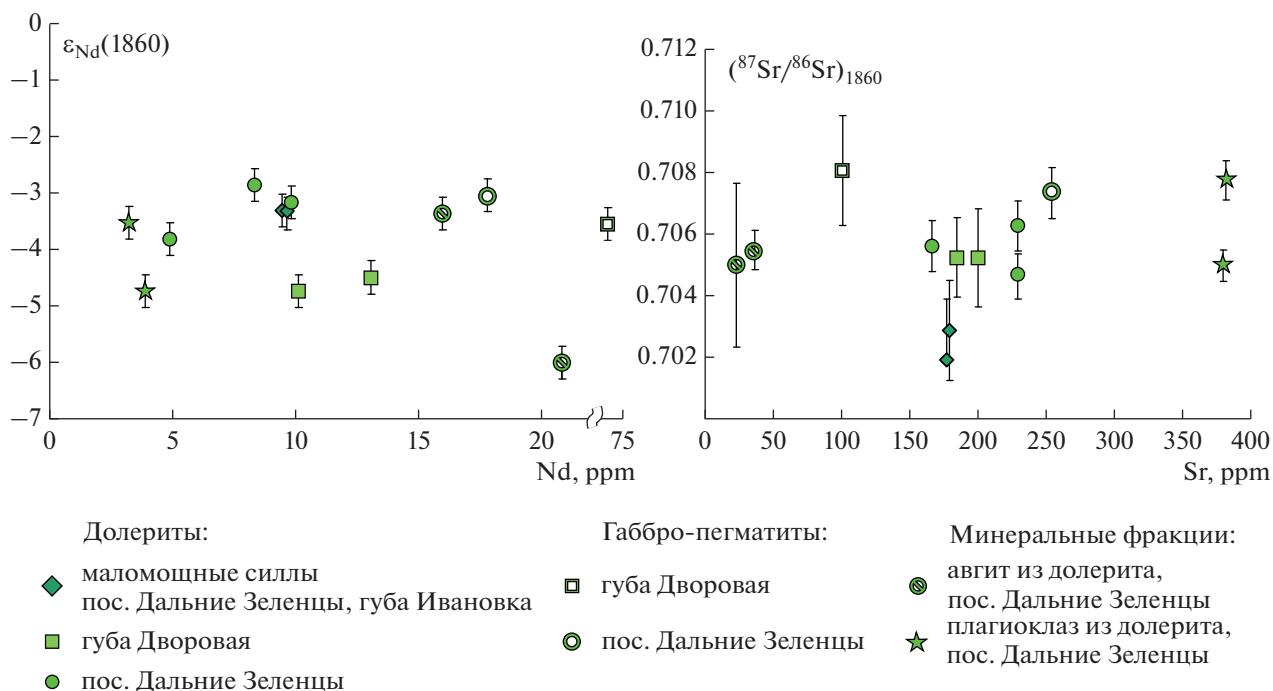 0
−1
−2
−3
−4
−5
−6
−7
εNd(1860)
0 5 10 15 20 75
Nd, ppm
0.712
0.710
0.708
0.706
0.704
0.702
(⁸⁷Sr/⁸⁶Sr)₁₈₆₀
0 50 100 150 200 250 300 350 400
Sr, ppm
Долериты:
маломощные силлы
пос. Дальние Зеленцы, губа Ивановка
губа Дворовая
пос. Дальние Зеленцы
Габбро-пегматиты:
губа Дворовая
пос. Дальние Зеленцы
Минеральные фракции:
авгит из долерита,
пос. Дальние Зеленцы
плагиоклаз из долерита,
пос. Дальние Зеленцы